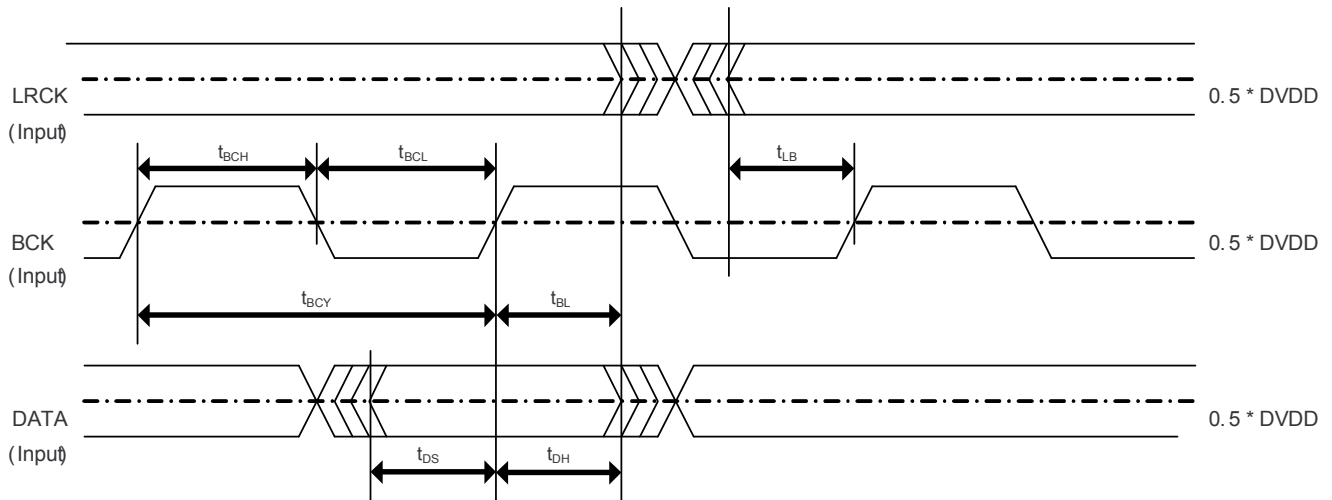 LRCK
0.5 * DVDD
(Input)
tBCH
tBCL
tLB
BCK
0.5 * DVDD
(Input)
tBCY
tBL
DATA
0.5 * DVDD
(Input)
tDS
tDH